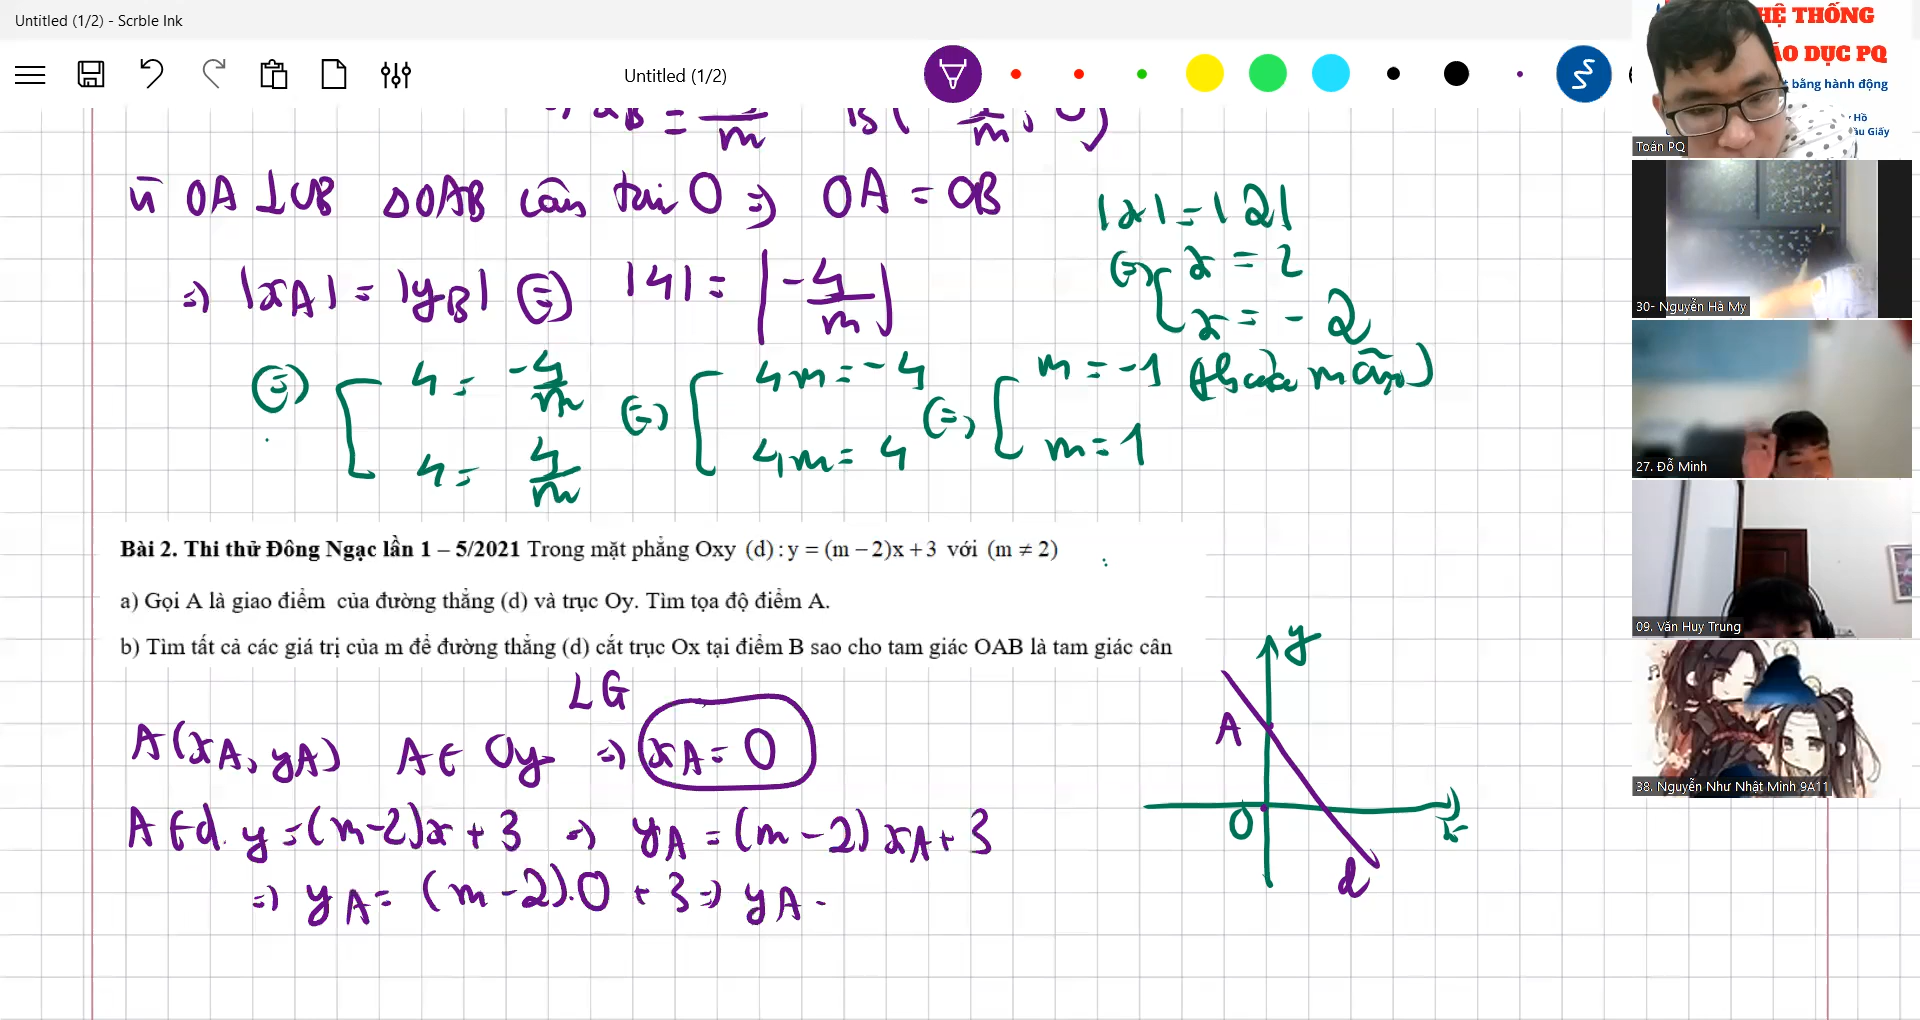 Untitled (1/2) - Scrble Ink
Untitled (1/2)
HỆ THỐNG
ÁO DỤC PQ
t bằng hành động
Hồ
ầu Giấy
Toán PQ
30- Nguyễn Hà My
27. Đỗ Minh
09. Văn Huy Trung
38. Nguyễn Như Nhật Minh 9A11
OA ⊥ OB ΔOAB cân tại O => OA = OB
=> |xA| = |yB| (=) |4| = |-4/m|
|x| = |2|
(=) [ x = 2
x = -2
(=) [ 4 = -4/m (=) [ 4m = -4 (=) [ m = -1 (thỏa mãn)
4 = 4/m 4m = 4 m = 1
Bài 2. Thi thử Đông Ngạc lần 1 – 5/2021 Trong mặt phẳng Oxy (d) : y = (m − 2)x + 3 với (m ≠ 2)
a) Gọi A là giao điểm của đường thẳng (d) và trục Oy. Tìm tọa độ điểm A.
b) Tìm tất cả các giá trị của m để đường thẳng (d) cắt trục Ox tại điểm B sao cho tam giác OAB là tam giác cân
LG
A(xA, yA) A ∈ Oy => xA = 0
A ∈ d. y = (m-2)x + 3 => yA = (m-2) xA + 3
=> yA = (m-2).0 + 3 => yA -
y
A
O
x
d